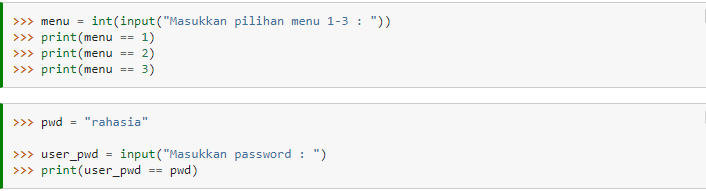 >>> menu = int(input("Masukkan pilihan menu 1-3 : "))
>>> print(menu == 1)
>>> print(menu == 2)
>>> print(menu == 3)
>>> pwd = "rahasia"
>>> user_pwd = input("Masukkan password : ")
>>> print(user_pwd == pwd)